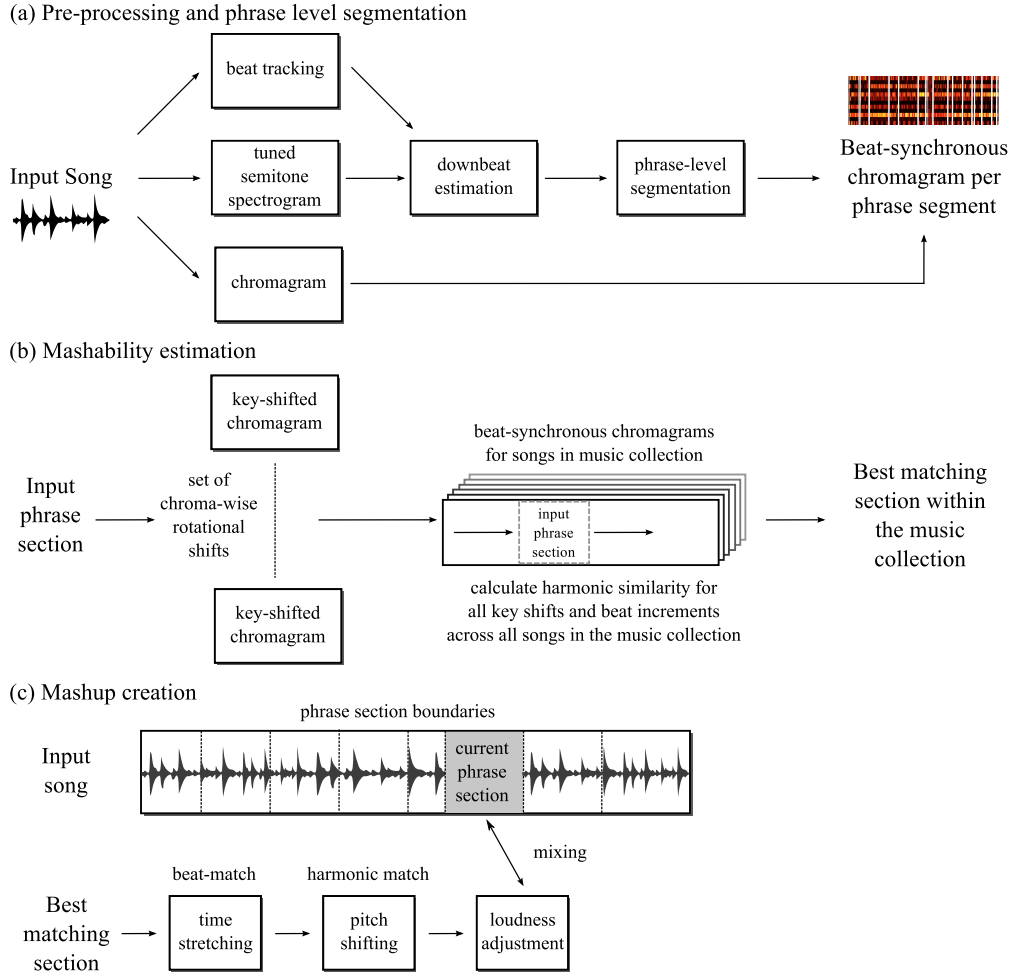 (a) Pre-processing and phrase level segmentation
beat tracking
Input Song
tuned
semitone
spectrogram
downbeat
estimation
phrase-level
segmentation
Beat-synchronous
chromagram per
phrase segment
chromagram
(b) Mashability estimation
key-shifted
chromagram
Input
phrase
section
set of
chroma-wise
rotational
shifts
key-shifted
chromagram
beat-synchronous chromagrams
for songs in music collection
input
phrase
section
calculate harmonic similarity for
all key shifts and beat increments
across all songs in the music collection
Best matching
section within
the music
collection
(c) Mashup creation
phrase section boundaries
Input
song
current
phrase
section
mixing
Best
matching
section
beat-match
time
stretching
harmonic match
pitch
shifting
loudness
adjustment